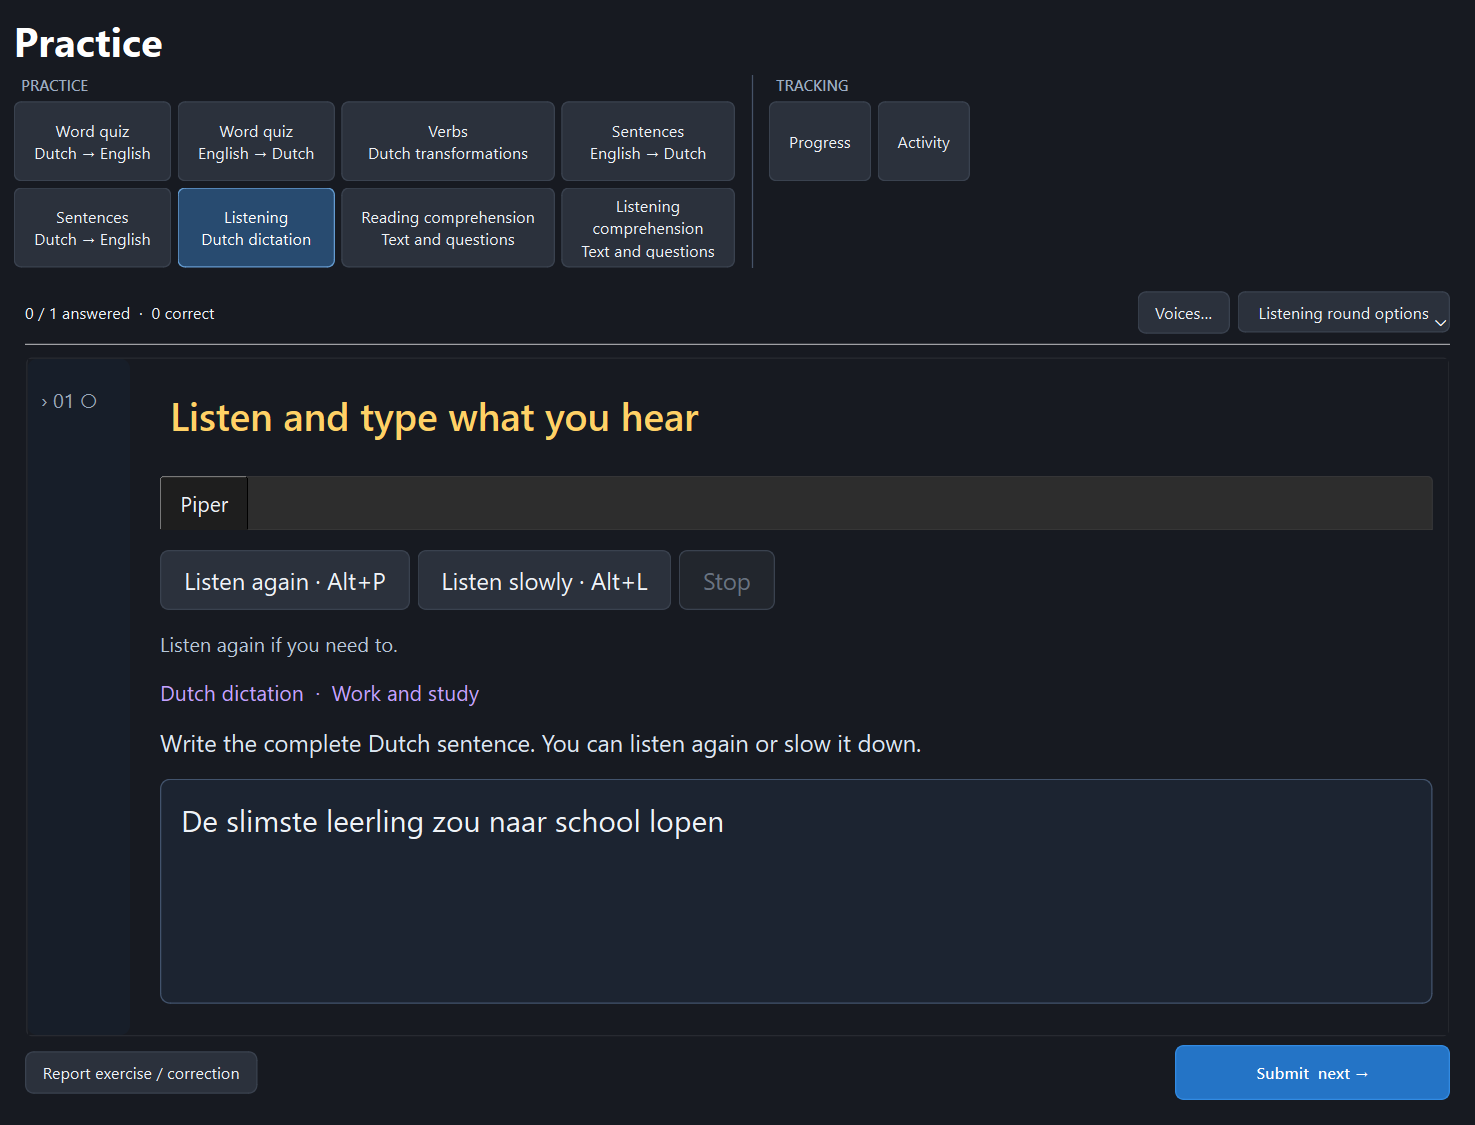 Practice
PRACTICE
TRACKING
Word quiz
Dutch → English
Word quiz
English → Dutch
Verbs
Dutch transformations
Sentences
English → Dutch
Progress
Activity
Sentences
Dutch → English
Listening
Dutch dictation
Reading comprehension
Text and questions
Listening
comprehension
Text and questions
0 / 1 answered · 0 correct
Voices...
Listening round options
› 01 ○
Listen and type what you hear
Piper
Listen again · Alt+P
Listen slowly · Alt+L
Stop
Listen again if you need to.
Dutch dictation · Work and study
Write the complete Dutch sentence. You can listen again or slow it down.
De slimste leerling zou naar school lopen
Report exercise / correction
Submit next →